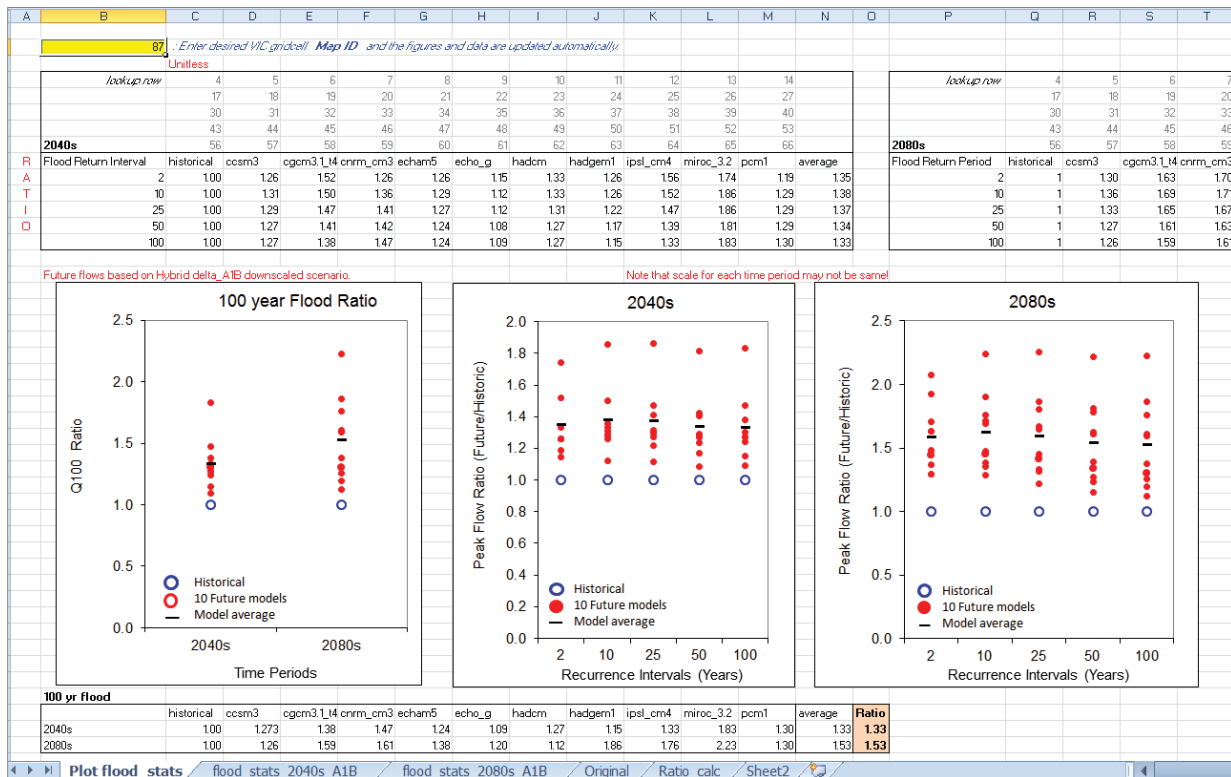 A B C D E F G H I J K L M N O P Q R S T
87 : Enter desired VIC gridcell Map ID and the figures and data are updated automatically.
Unitless
lookup row 4 5 6 7 8 9 10 11 12 13 14 lookup row 4 5 6 7
17 18 19 20 21 22 23 24 25 26 27 17 18 19 20
30 31 32 33 34 35 36 37 38 39 40 30 31 32 33
43 44 45 46 47 48 49 50 51 52 53 43 44 45 46
2040s 56 57 58 59 60 61 62 63 64 65 66 2080s 56 57 58 59
R Flood Return Interval historical ccsm3 cgcm3.1_t4 cnrm_cm3 echam5 echo_g hadcm hadgem1 ipsl_cm4 miroc_3.2 pcm1 average Flood Return Period historical ccsm3 cgcm3.1_t4 cnrm_cm3
A 2 1.00 1.26 1.52 1.26 1.26 1.15 1.33 1.26 1.56 1.74 1.19 1.35 2 1 1.30 1.63 1.70
T 10 1.00 1.31 1.50 1.36 1.29 1.12 1.33 1.26 1.52 1.86 1.29 1.38 10 1 1.36 1.69 1.71
I 25 1.00 1.29 1.47 1.41 1.27 1.12 1.31 1.22 1.47 1.86 1.29 1.37 25 1 1.33 1.65 1.67
O 50 1.00 1.27 1.41 1.42 1.24 1.08 1.27 1.17 1.39 1.81 1.29 1.34 50 1 1.27 1.61 1.63
100 1.00 1.27 1.38 1.47 1.24 1.09 1.27 1.15 1.33 1.83 1.30 1.33 100 1 1.26 1.59 1.61
Future flows based on Hybrid delta_A1B downscaled scenario. Note that scale for each time period may not be same!
100 year Flood Ratio
2.5
2.0
1.5
1.0
0.5
0.0
Q100 Ratio
Historical
10 Future models
Model average
2040s 2080s
Time Periods
2040s
2.0
1.8
1.6
1.4
1.2
1.0
0.8
0.6
0.4
0.2
0.0
Peak Flow Ratio (Future/Historic)
Historical
10 Future models
Model average
2 10 25 50 100
Recurrence Intervals (Years)
2080s
2.5
2.0
1.5
1.0
0.5
0.0
Peak Flow Ratio (Future/Historic)
Historical
10 Future models
Model average
2 10 25 50 100
Recurrence Intervals (Years)
100 yr flood
historical ccsm3 cgcm3.1_t4 cnrm_cm3 echam5 echo_g hadcm hadgem1 ipsl_cm4 miroc_3.2 pcm1 average Ratio
2040s 1.00 1.273 1.38 1.47 1.24 1.09 1.27 1.15 1.33 1.83 1.30 1.33 1.33
2080s 1.00 1.26 1.59 1.61 1.38 1.20 1.12 1.86 1.76 2.23 1.30 1.53 1.53
Plot flood_stats flood_stats_2040s_A1B flood_stats_2080s_A1B Original Ratio_calc Sheet2